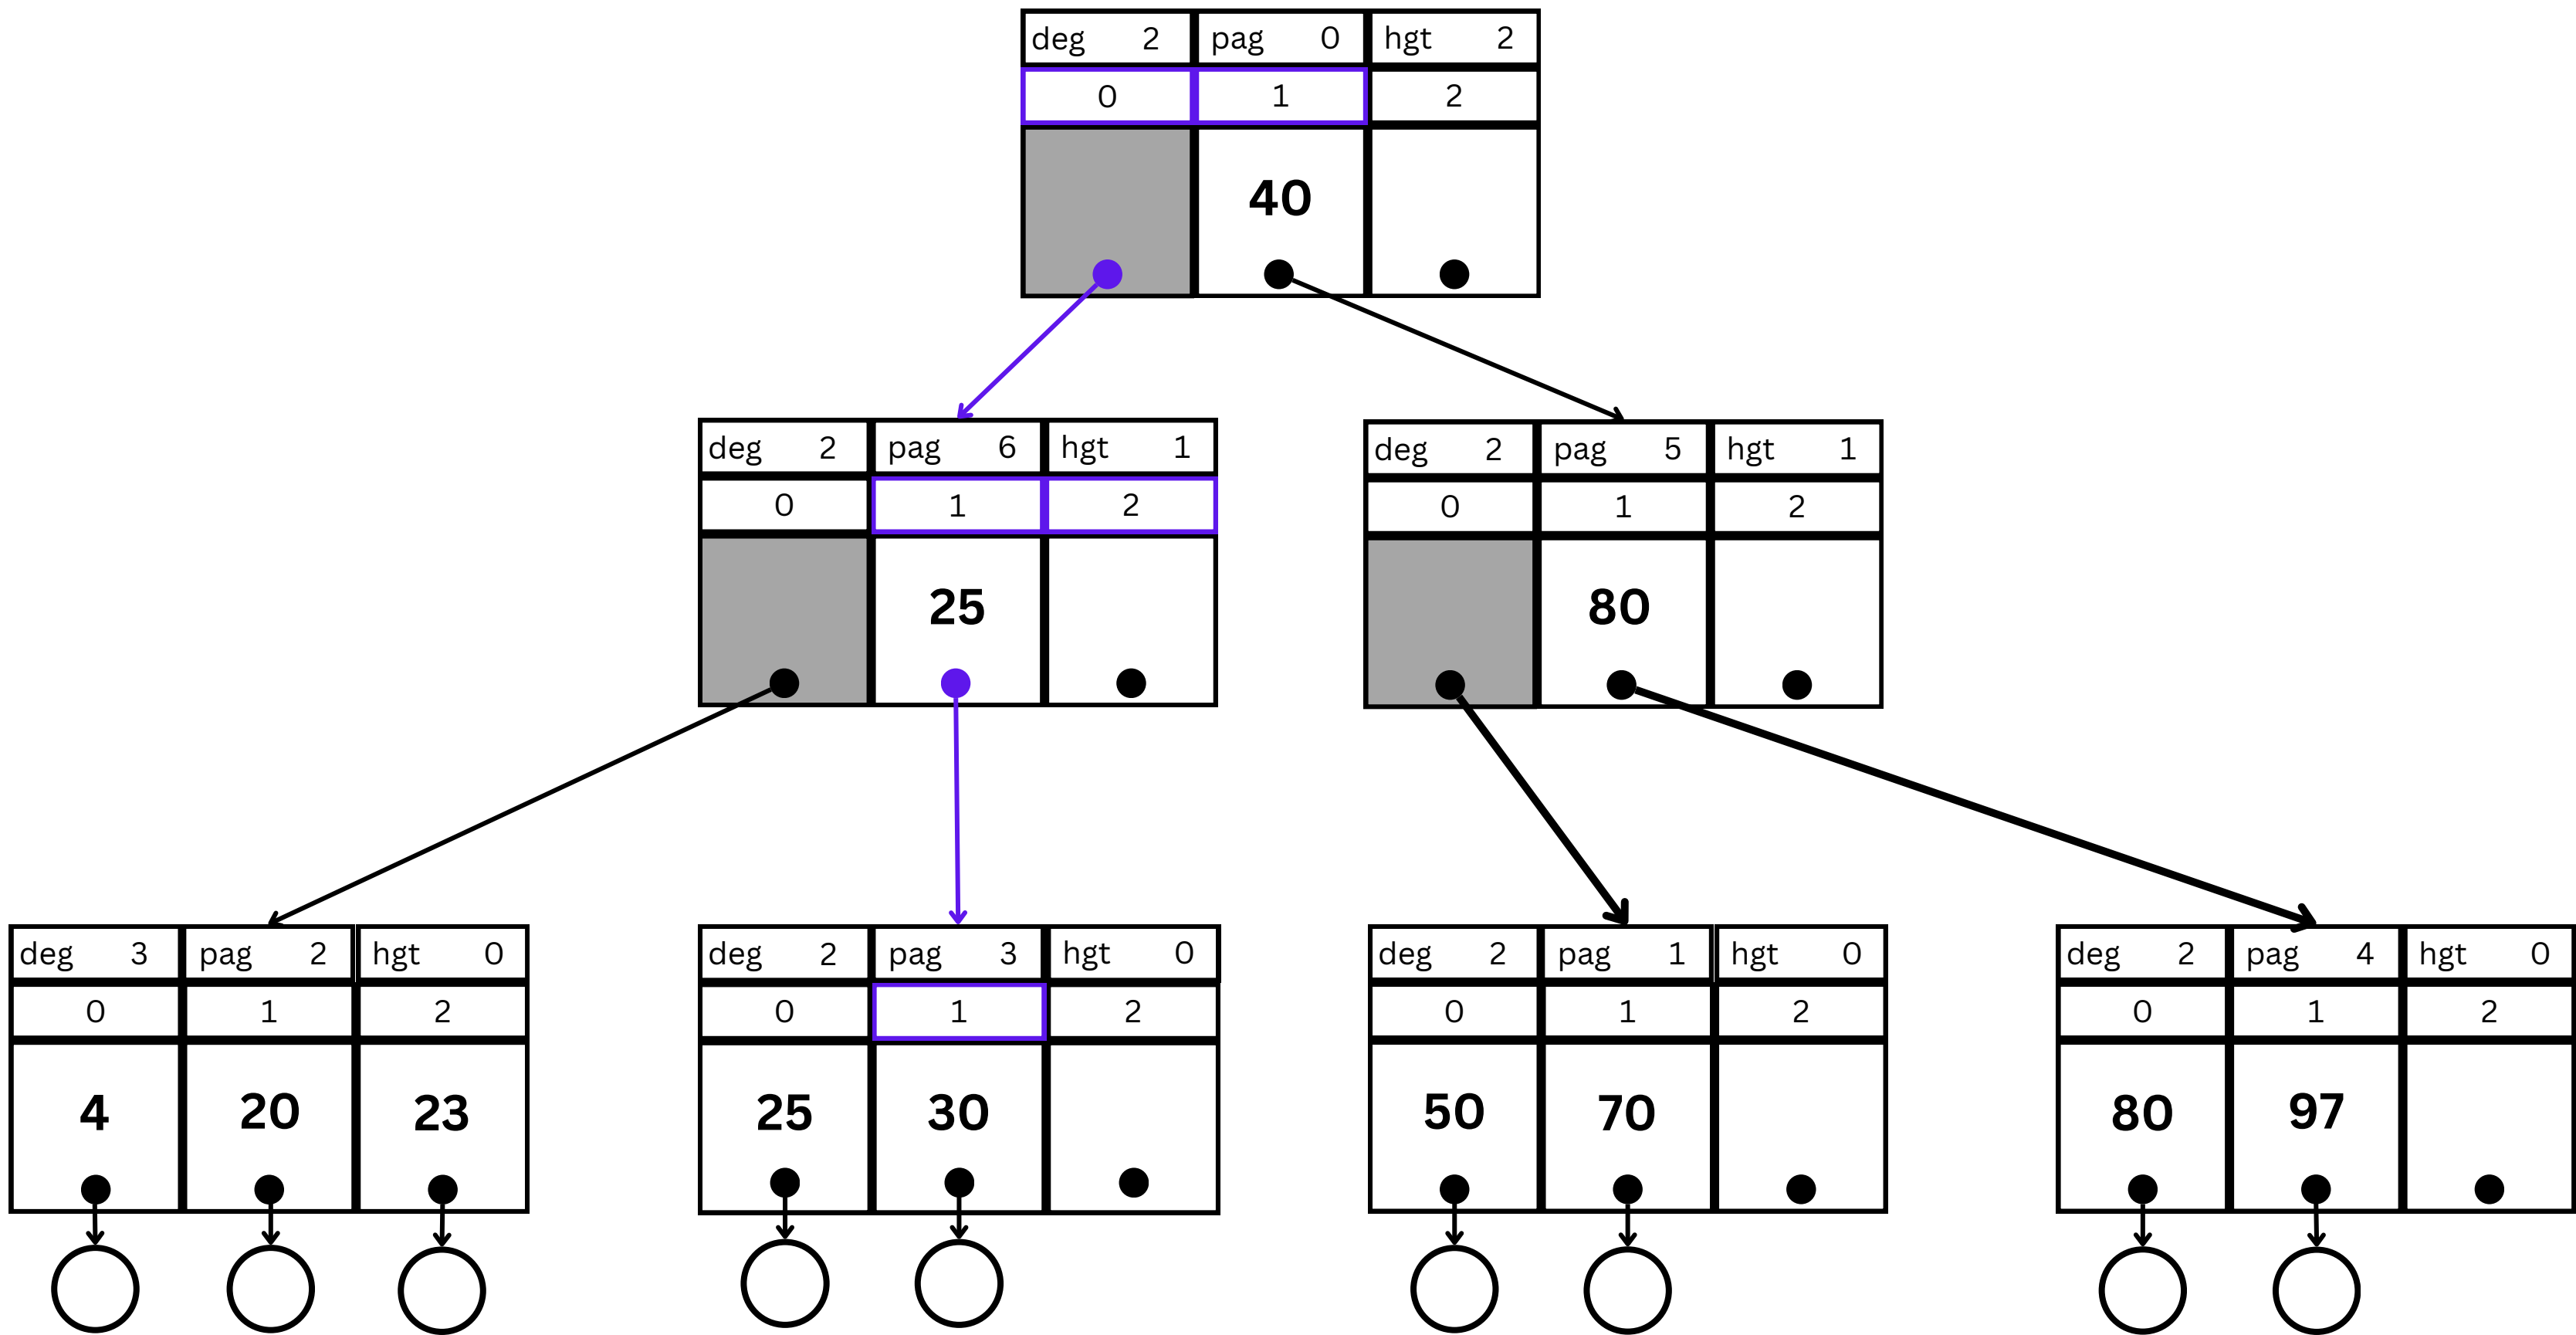 deg 2 pag 0 hgt 2
0 1 2
40
deg 2 pag 6 hgt 1
0 1 2
25
deg 2 pag 5 hgt 1
0 1 2
80
deg 3 pag 2 hgt 0
0 1 2
4 20 23
deg 2 pag 3 hgt 0
0 1 2
25 30
deg 2 pag 1 hgt 0
0 1 2
50 70
deg 2 pag 4 hgt 0
0 1 2
80 97